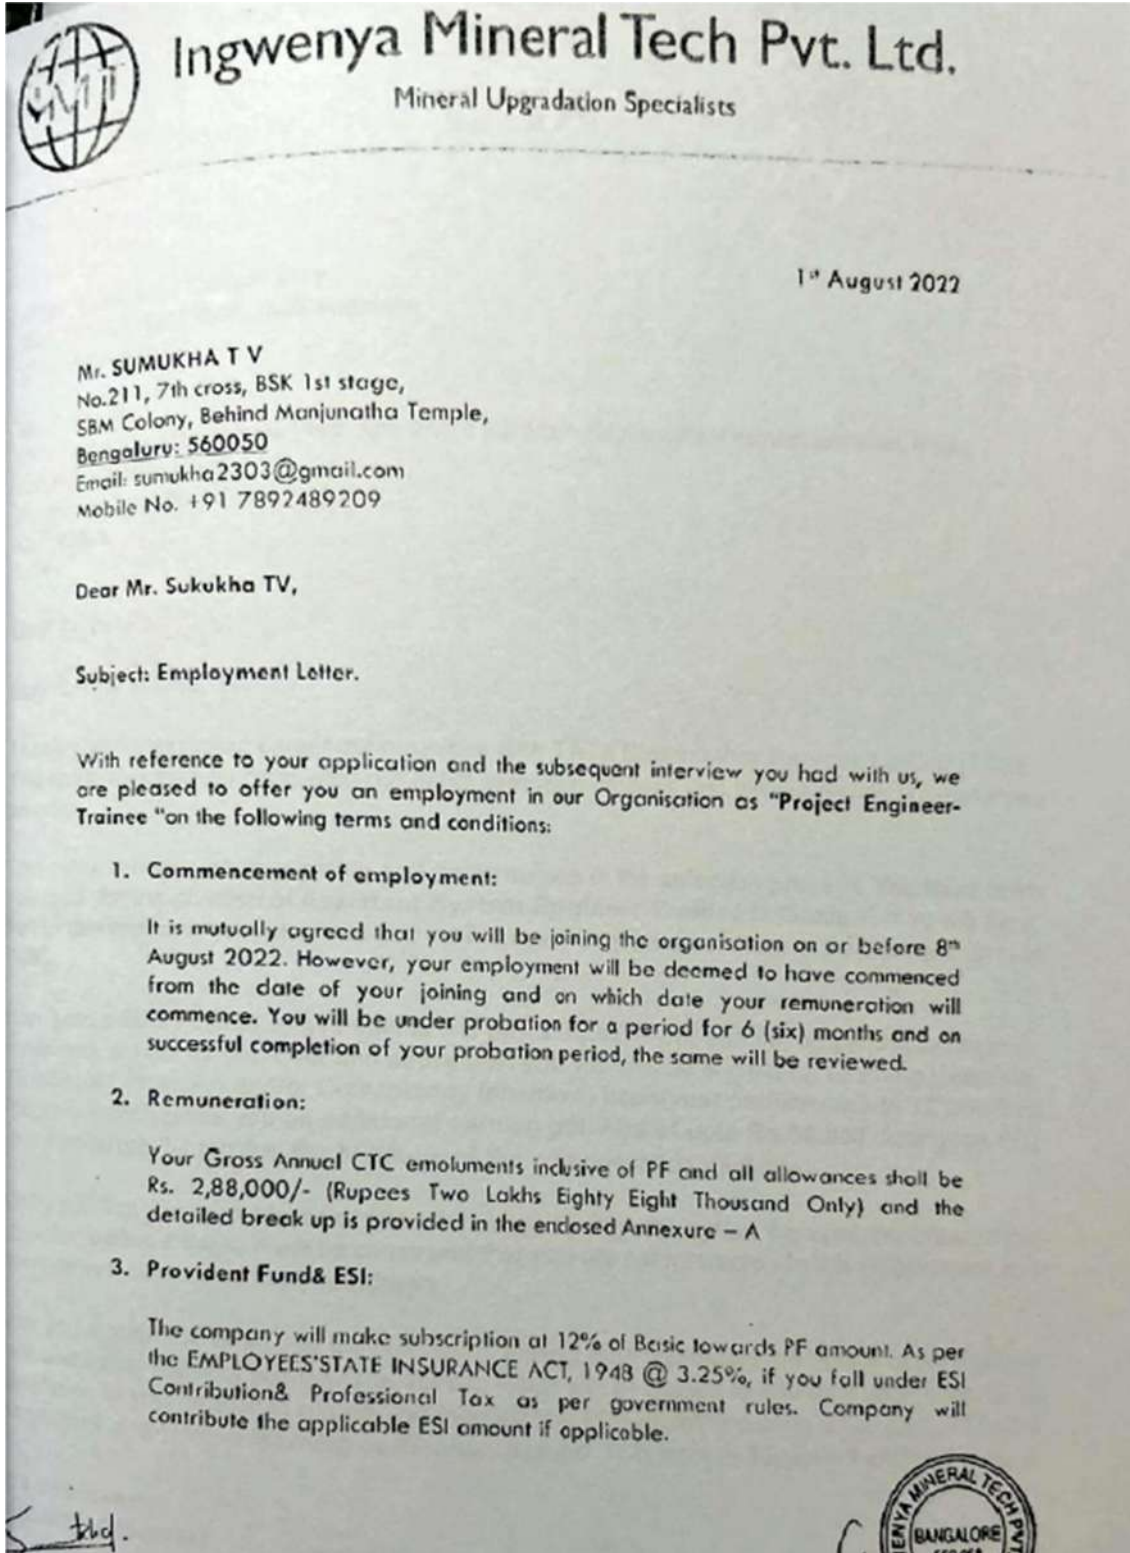 IMTT
Ingwenya Mineral Tech Pvt. Ltd.
Mineral Upgradation Specialists
1st August 2022
Mr. SUMUKHA T V
No.211, 7th cross, BSK 1st stage,
SBM Colony, Behind Manjunatha Temple,
Bengaluru: 560050
Email: sumukha2303@gmail.com
Mobile No. +91 7892489209
Dear Mr. Sukukha TV,
Subject: Employment Letter.
With reference to your application and the subsequent interview you had with us, we
are pleased to offer you an employment in our Organisation as "Project Engineer-
Trainee "on the following terms and conditions:
1. Commencement of employment:
It is mutually agreed that you will be joining the organisation on or before 8th
August 2022. However, your employment will be deemed to have commenced
from the date of your joining and on which date your remuneration will
commence. You will be under probation for a period for 6 (six) months and on
successful completion of your probation period, the same will be reviewed.
2. Remuneration:
Your Gross Annual CTC emoluments inclusive of PF and all allowances shall be
Rs. 2,88,000/- (Rupees Two Lakhs Eighty Eight Thousand Only) and the
detailed break up is provided in the enclosed Annexure – A
3. Provident Fund& ESI:
The company will make subscription at 12% of Basic towards PF amount. As per
the EMPLOYEES'STATE INSURANCE ACT, 1948 @ 3.25%, if you fall under ESI
Contribution& Professional Tax as per government rules. Company will
contribute the applicable ESI amount if applicable.
MINERAL TECH PVT
BANGALORE